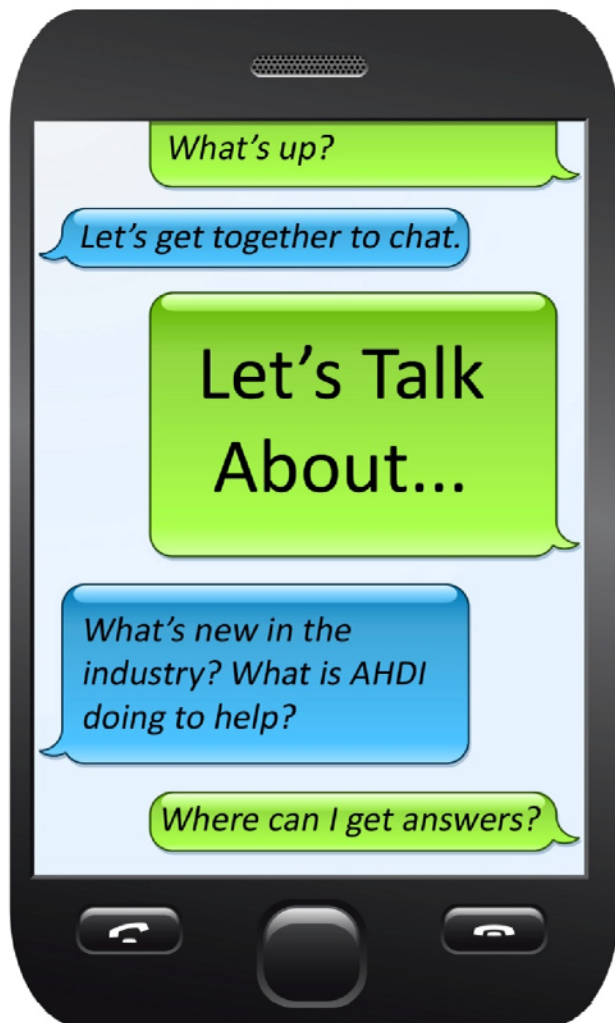 What’s up?
Let’s get together to chat.
Let’s Talk
About...
What’s new in the
industry? What is AHDI
doing to help?
Where can I get answers?